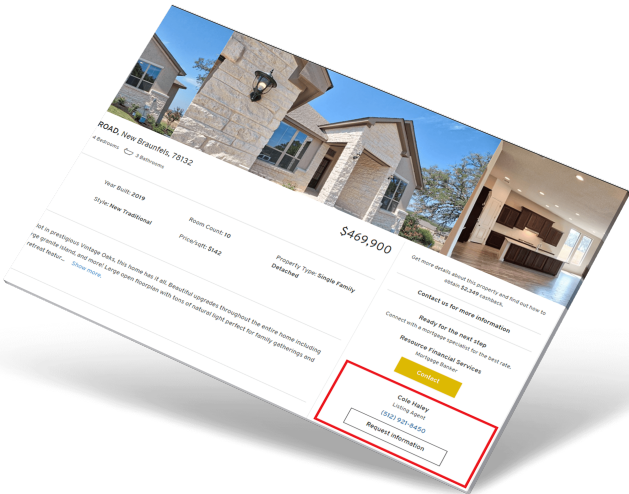 ROAD, New Braunfels, 78132
4 Bedrooms 3 Bathrooms
$469,900
Year Built: 2019
Room Count: 10
Property Type: Single Family
Detached
Style: New Traditional
Price/sqft: $142
lot in prestigious Vintage Oaks, this home has it all. Beautiful upgrades throughout the entire home including
rge granite island, and more! Large open floorplan with tons of natural light perfect for family gatherings and
retreat featur... Show more.
Get more details about this property and find out how to
obtain $2,349 cashback.
Contact us for more information
Ready for the next step
Connect with a mortgage specialist for the best rate.
Resource Financial Services
Mortgage Banker
Contact
Cole Haley
Listing Agent
(512) 921-8450
Request information